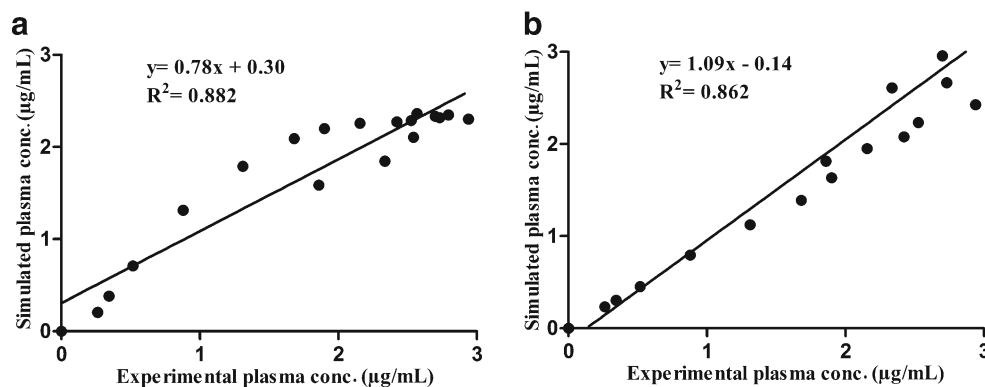 a
y= 0.78x + 0.30
R²= 0.882
Simulated plasma conc. (µg/mL)
3
2
1
0
0 1 2 3
Experimental plasma conc. (µg/mL)
b
y= 1.09x - 0.14
R²= 0.862
Simulated plasma conc. (µg/mL)
3
2
1
0
0 1 2 3
Experimental plasma conc. (µg/mL)